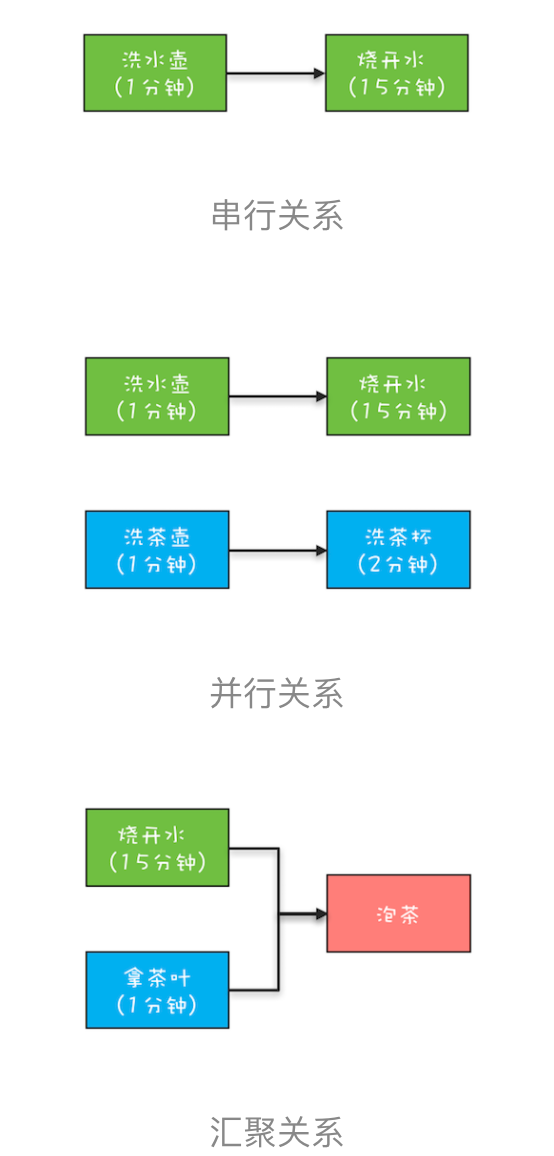 洗水壶
(1分钟)
烧开水
(15分钟)
串行关系
洗水壶
(1分钟)
烧开水
(15分钟)
洗茶壶
(1分钟)
洗茶杯
(2分钟)
并行关系
烧开水
(15分钟)
泡茶
拿茶叶
(1分钟)
汇聚关系